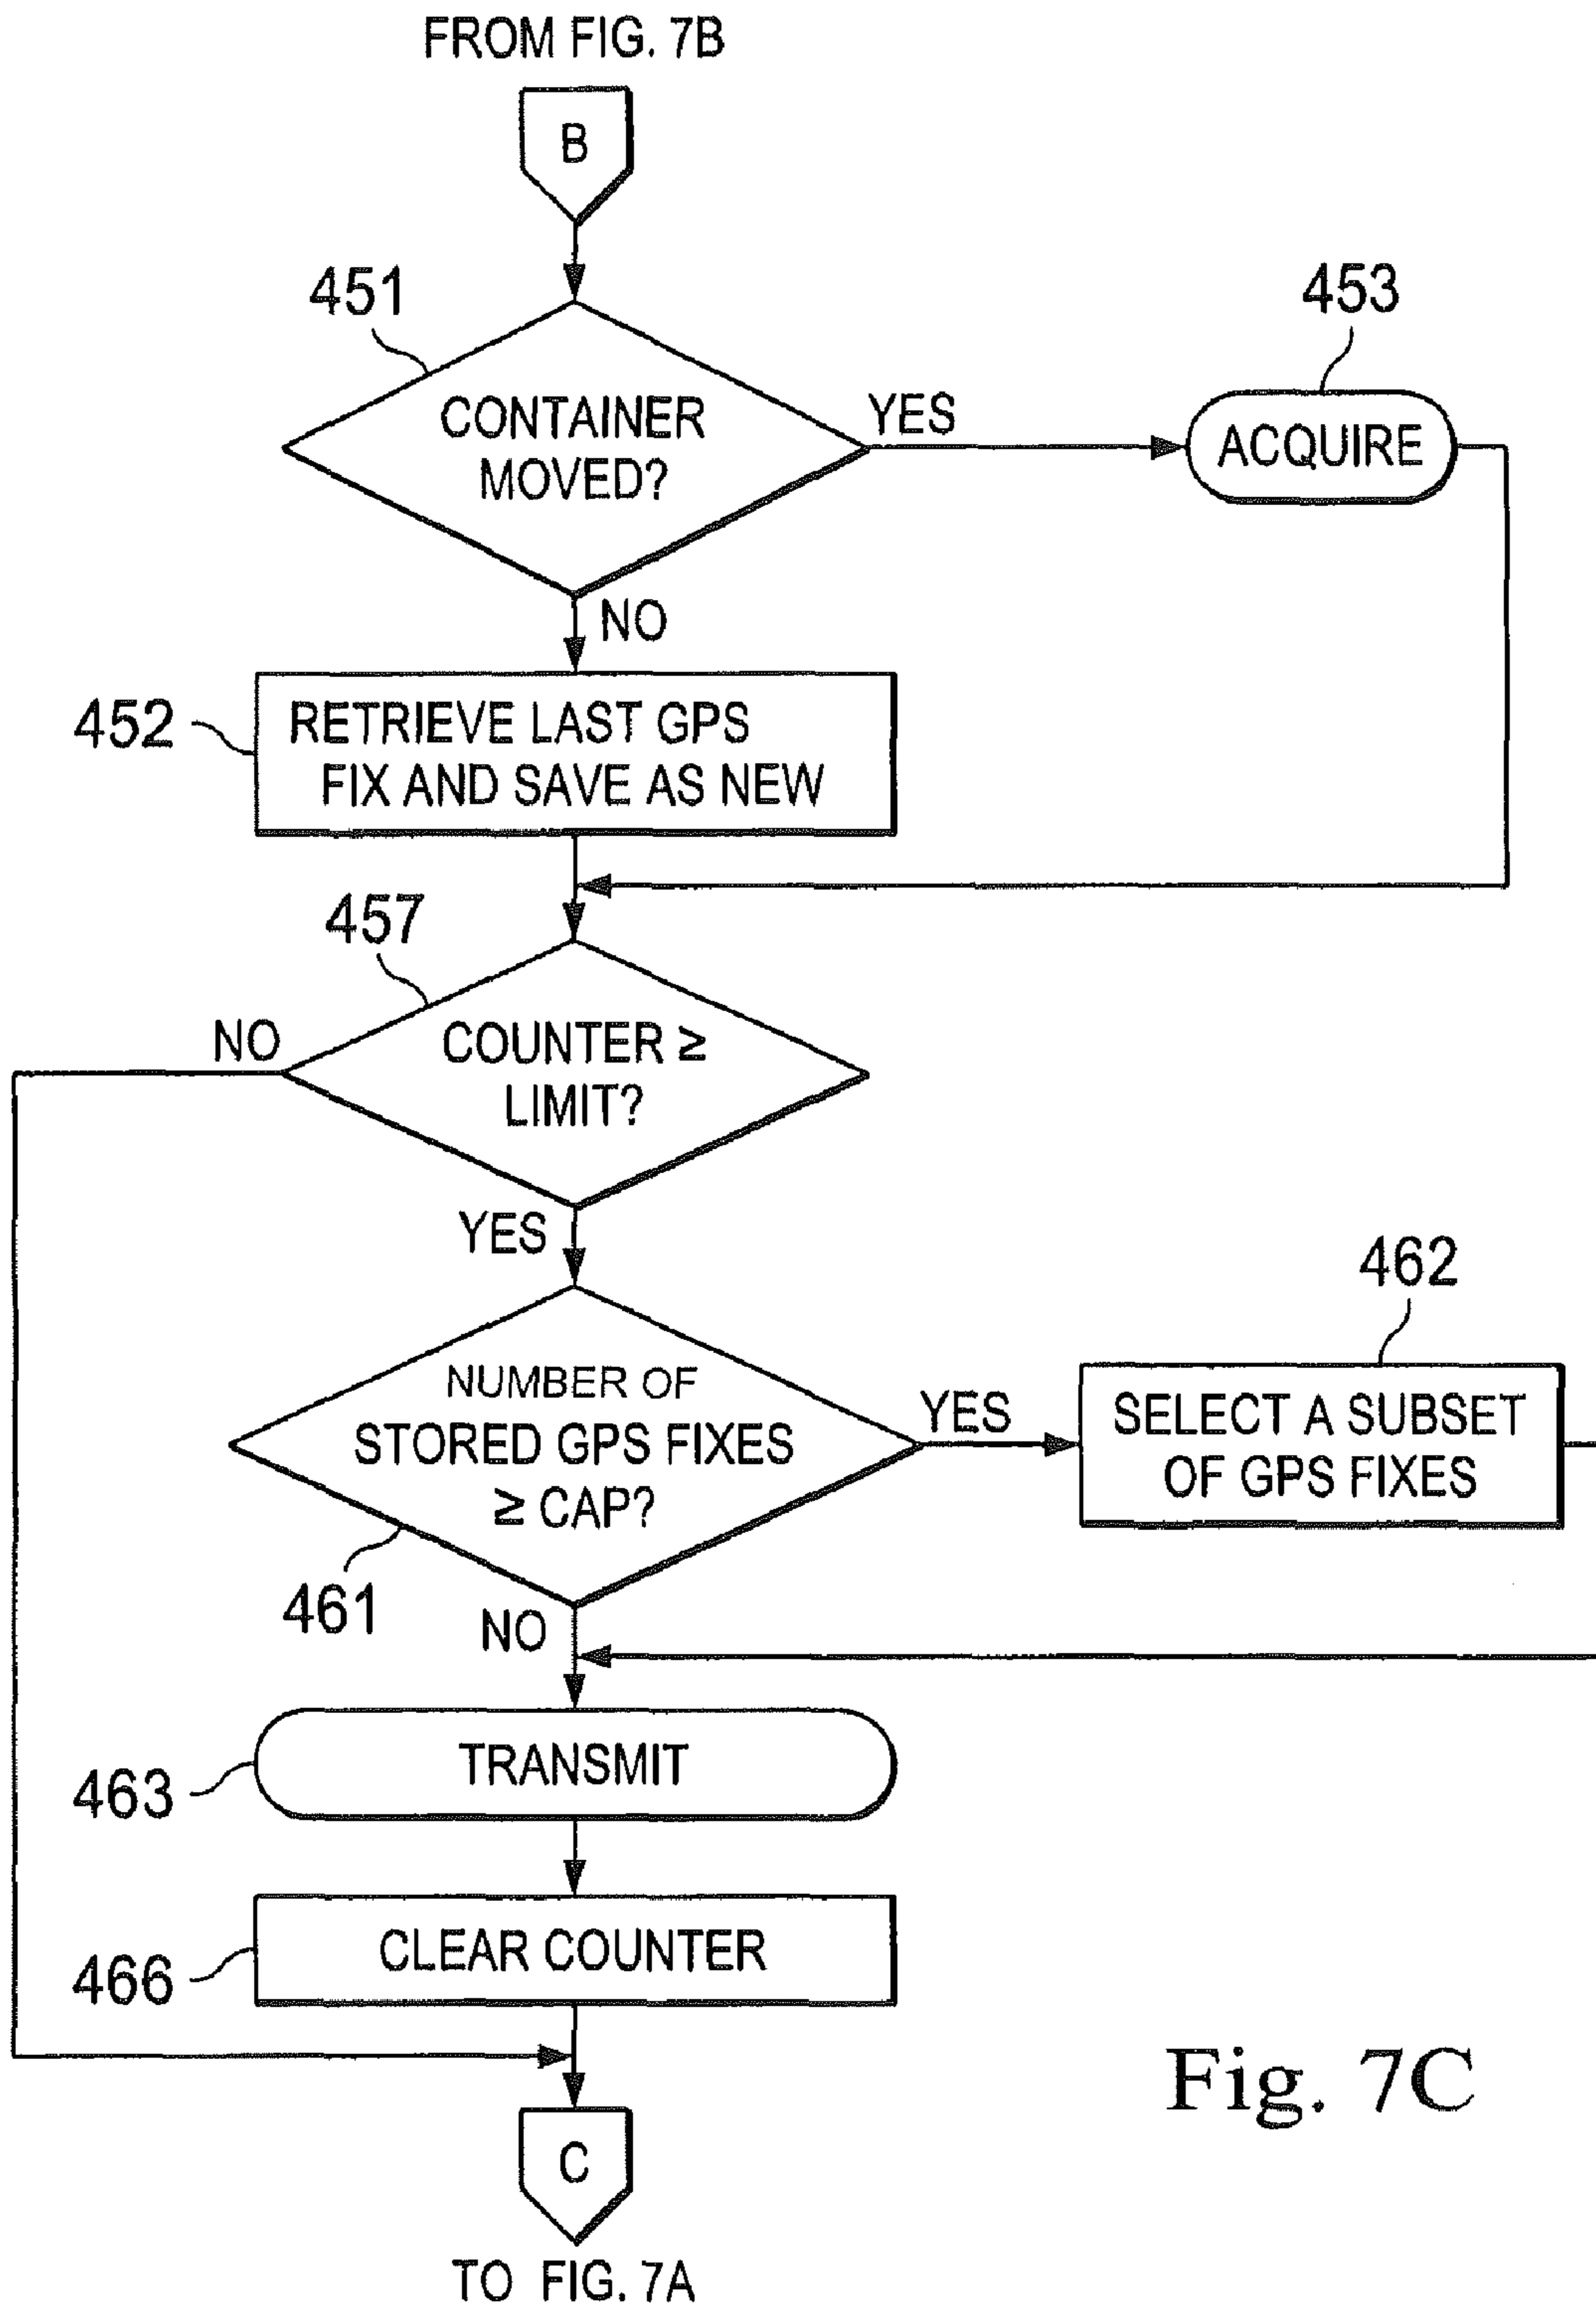 FROM FIG. 7B
B
451
453
CONTAINER
MOVED?
YES
ACQUIRE
NO
452
RETRIEVE LAST GPS
FIX AND SAVE AS NEW
457
NO
COUNTER ≥
LIMIT?
YES
462
NUMBER OF
STORED GPS FIXES
≥ CAP?
YES
SELECT A SUBSET
OF GPS FIXES
461
NO
463
TRANSMIT
466
CLEAR COUNTER
Fig. 7C
C
TO FIG. 7A